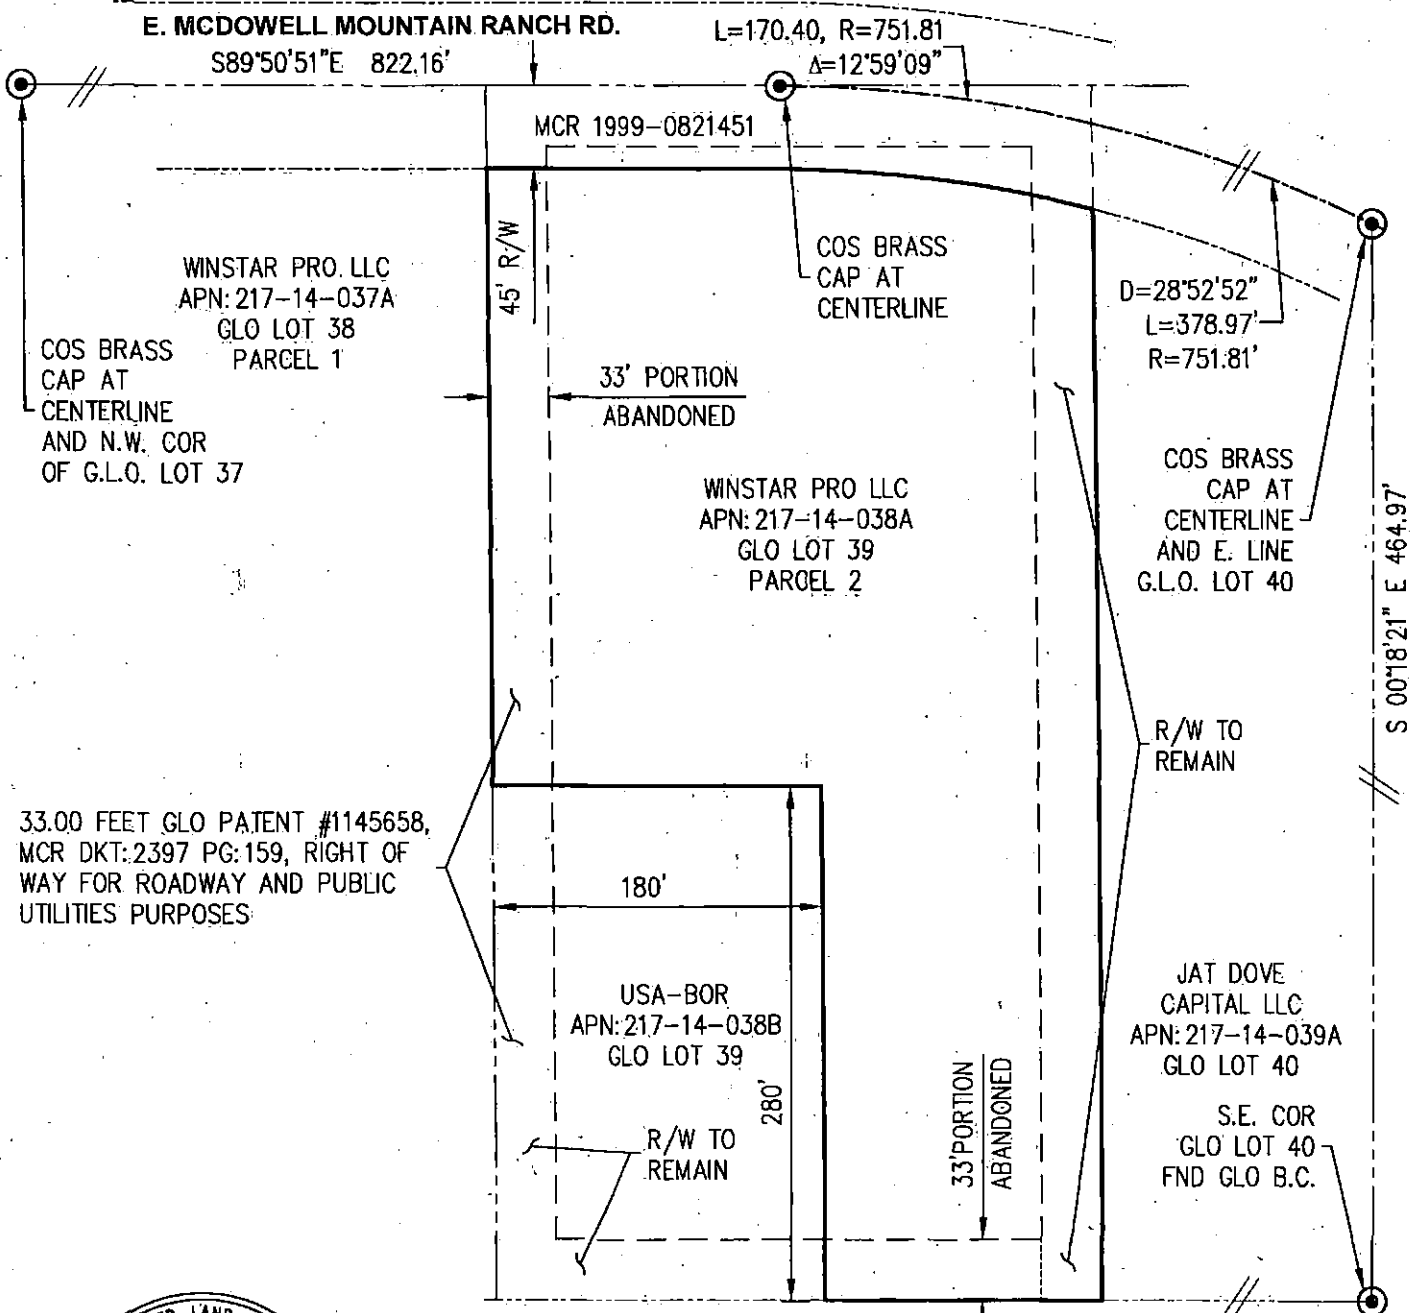 E. MCDOWELL MOUNTAIN RANCH RD.
S89°50'51"E 822.16'
L=170.40, R=751.81
Δ=12°59'09"
MCR 1999-0821451
45' R/W
WINSTAR PRO. LLC
APN: 217-14-037A
GLO LOT 38
PARCEL 1
COS BRASS
CAP AT
CENTERLINE
COS BRASS
CAP AT
CENTERLINE
AND N.W. COR
OF G.L.O. LOT 37
33' PORTION
ABANDONED
D=28°52'52"
L=378.97'
R=751.81'
WINSTAR PRO LLC
APN: 217-14-038A
GLO LOT 39
PARCEL 2
COS BRASS
CAP AT
CENTERLINE
AND E. LINE
G.L.O. LOT 40
S 00°18'21" E 464.97'
R/W TO
REMAIN
33.00 FEET GLO PATENT #1145658,
MCR DKT: 2397 PG: 159, RIGHT OF
WAY FOR ROADWAY AND PUBLIC
UTILITIES PURPOSES
180'
USA-BOR
APN: 217-14-038B
GLO LOT 39
280'
R/W TO
REMAIN
33' PORTION
ABANDONED
JAT DOVE
CAPITAL LLC
APN: 217-14-039A
GLO LOT 40
S.E. COR
GLO LOT 40
FND GLO B.C.
LAND